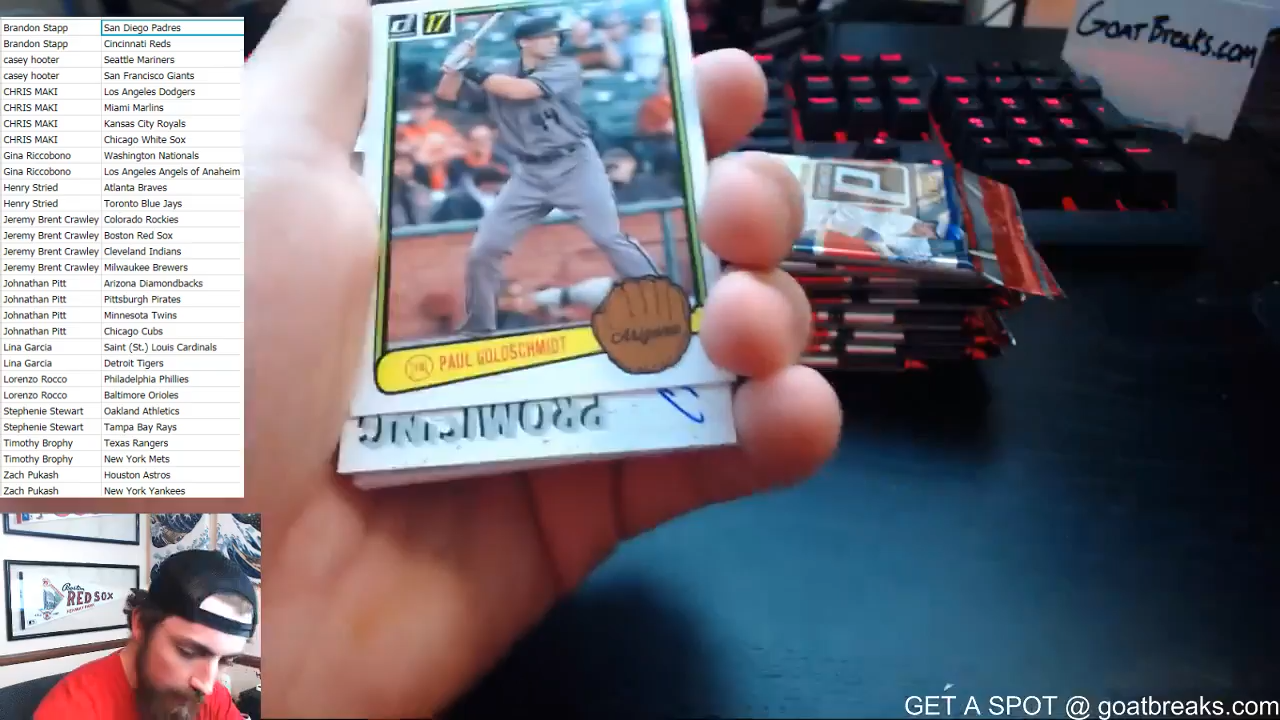 Brandon Stapp San Diego Padres
Brandon Stapp Cincinnati Reds
casey hooter Seattle Mariners
casey hooter San Francisco Giants
CHRIS MAKI Los Angeles Dodgers
CHRIS MAKI Miami Marlins
CHRIS MAKI Kansas City Royals
CHRIS MAKI Chicago White Sox
Gina Riccobono Washington Nationals
Gina Riccobono Los Angeles Angels of Anaheim
Henry Stried Atlanta Braves
Henry Stried Toronto Blue Jays
Jeremy Brent Crawley Colorado Rockies
Jeremy Brent Crawley Boston Red Sox
Jeremy Brent Crawley Cleveland Indians
Jeremy Brent Crawley Milwaukee Brewers
Johnathan Pitt Arizona Diamondbacks
Johnathan Pitt Pittsburgh Pirates
Johnathan Pitt Minnesota Twins
Johnathan Pitt Chicago Cubs
Lina Garcia Saint (St.) Louis Cardinals
Lina Garcia Detroit Tigers
Lorenzo Rocco Philadelphia Phillies
Lorenzo Rocco Baltimore Orioles
Stephenie Stewart Oakland Athletics
Stephenie Stewart Tampa Bay Rays
Timothy Brophy Texas Rangers
Timothy Brophy New York Mets
Zach Pukash Houston Astros
Zach Pukash New York Yankees
d 17
44
Arizona
1B PAUL GOLDSCHMIDT
PROMISING
GOATBREAKS.COM
Boston
RED SOX
GET A SPOT @ goatbreaks.com